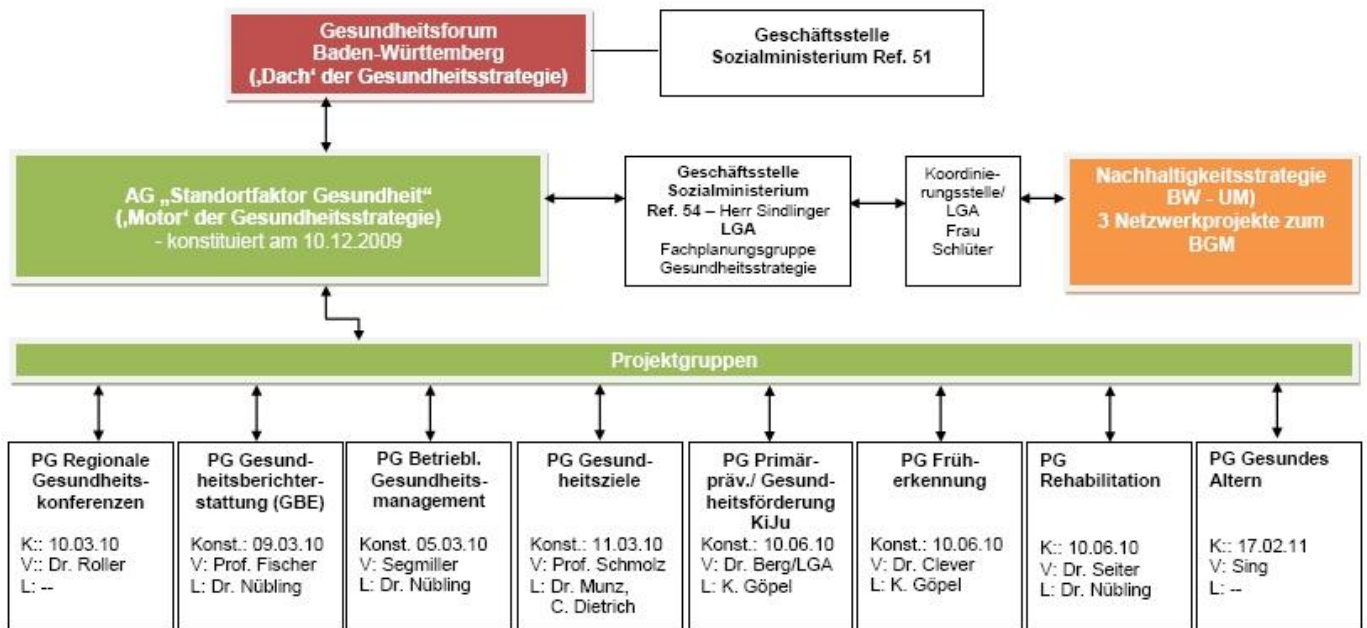 Gesundheitsforum
Baden-Württemberg
(‚Dach‘ der Gesundheitsstrategie)
Geschäftsstelle
Sozialministerium Ref. 51
AG „Standortfaktor Gesundheit“
(‚Motor‘ der Gesundheitsstrategie)
- konstituiert am 10.12.2009
Geschäftsstelle
Sozialministerium
Ref. 54 – Herr Sindlinger
LGA
Fachplanungsgruppe
Gesundheitsstrategie
Koordinie-
rungsstelle/
LGA
Frau
Schlüter
Nachhaltigkeitsstrategie
BW - UM)
3 Netzwerkprojekte zum
BGM
Projektgruppen
PG Regionale
Gesundheits-
konferenzen
K:: 10.03.10
V:: Dr. Roller
L: --
PG Gesund-
heitsberichter-
stattung (GBE)
Konst.: 09.03.10
V: Prof. Fischer
L: Dr. Nübling
PG Betriebl.
Gesundheits-
management
Konst. 05.03.10
V: Segmiller
L: Dr. Nübling
PG Gesund-
heitsziele
Konst.: 11.03.10
V: Prof. Schmolz
L: Dr. Munz,
C. Dietrich
PG Primär-
präv./ Gesund-
heitsförderung
KiJu
Konst.: 10.06.10
V: Dr. Berg/LGA
L: K. Göpel
PG Früh-
erkennung
Konst.: 10.06.10
V: Dr. Clever
L: K. Göpel
PG
Rehabilitation
K:: 10.06.10
V: Dr. Seiter
L: Dr. Nübling
PG Gesundes
Altern
K:: 17.02.11
V: Sing
L: --